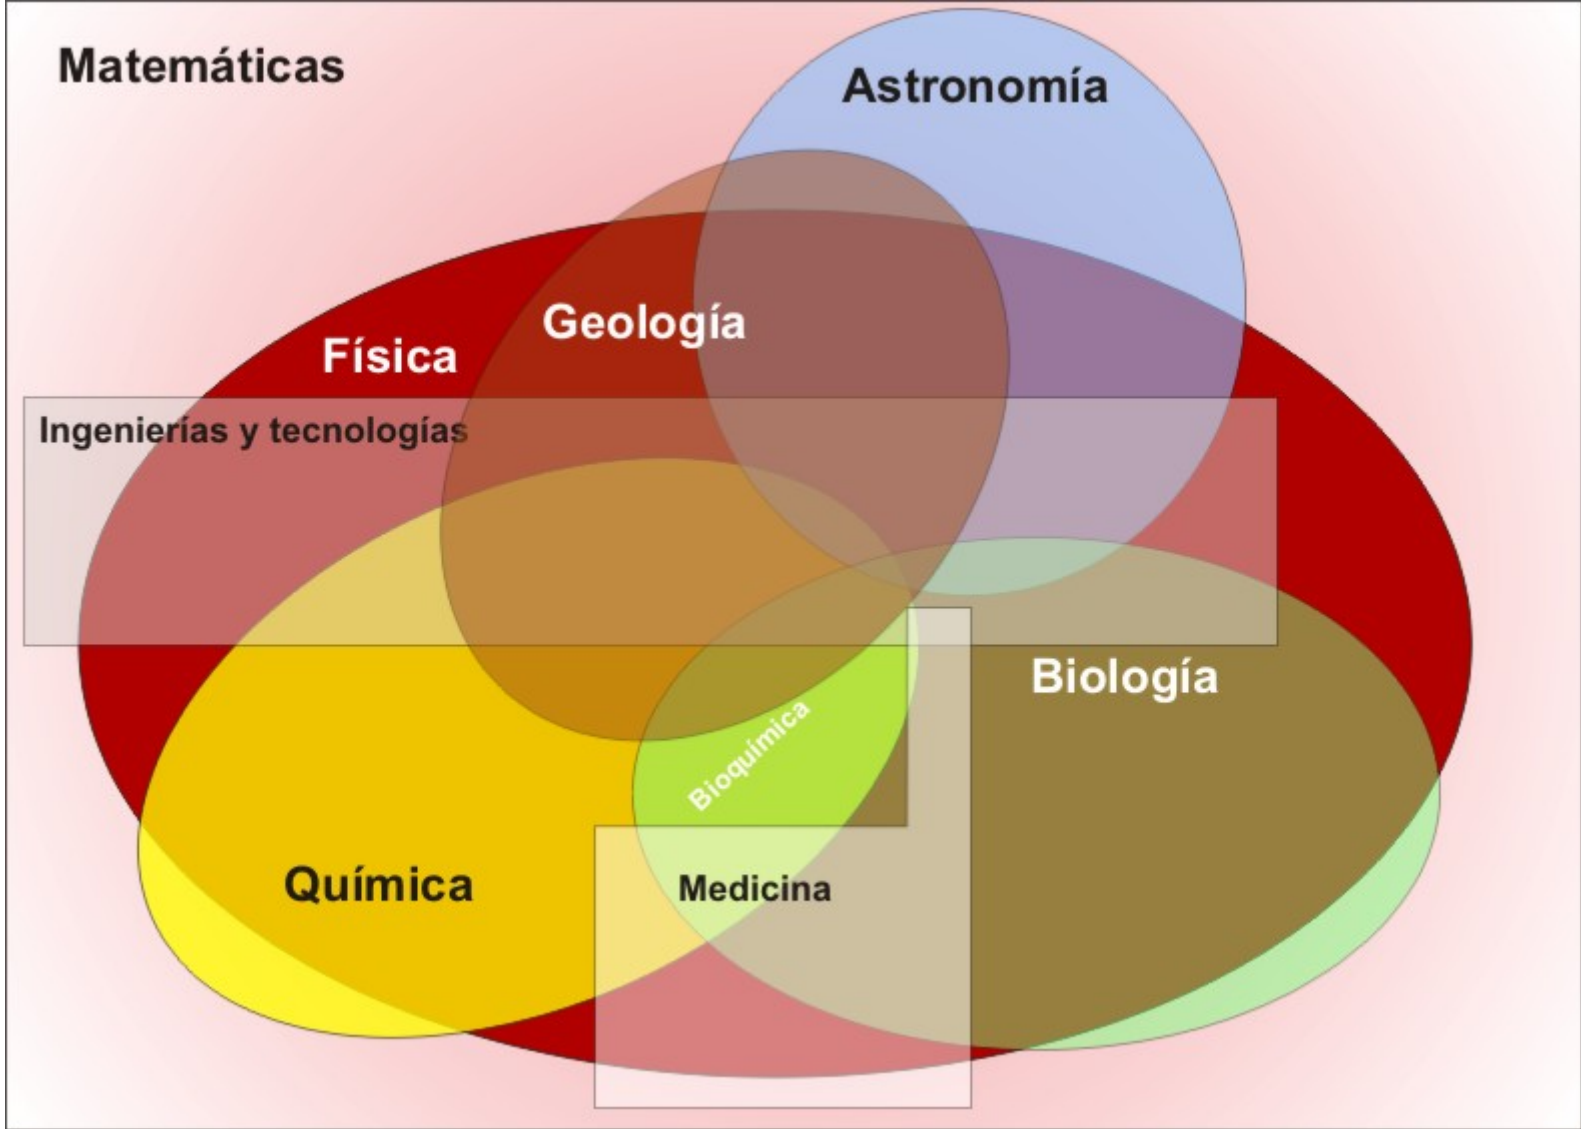 Matemáticas
Astronomía
Geología
Física
Ingenierías y tecnologías
Biología
Bioquímica
Química
Medicina